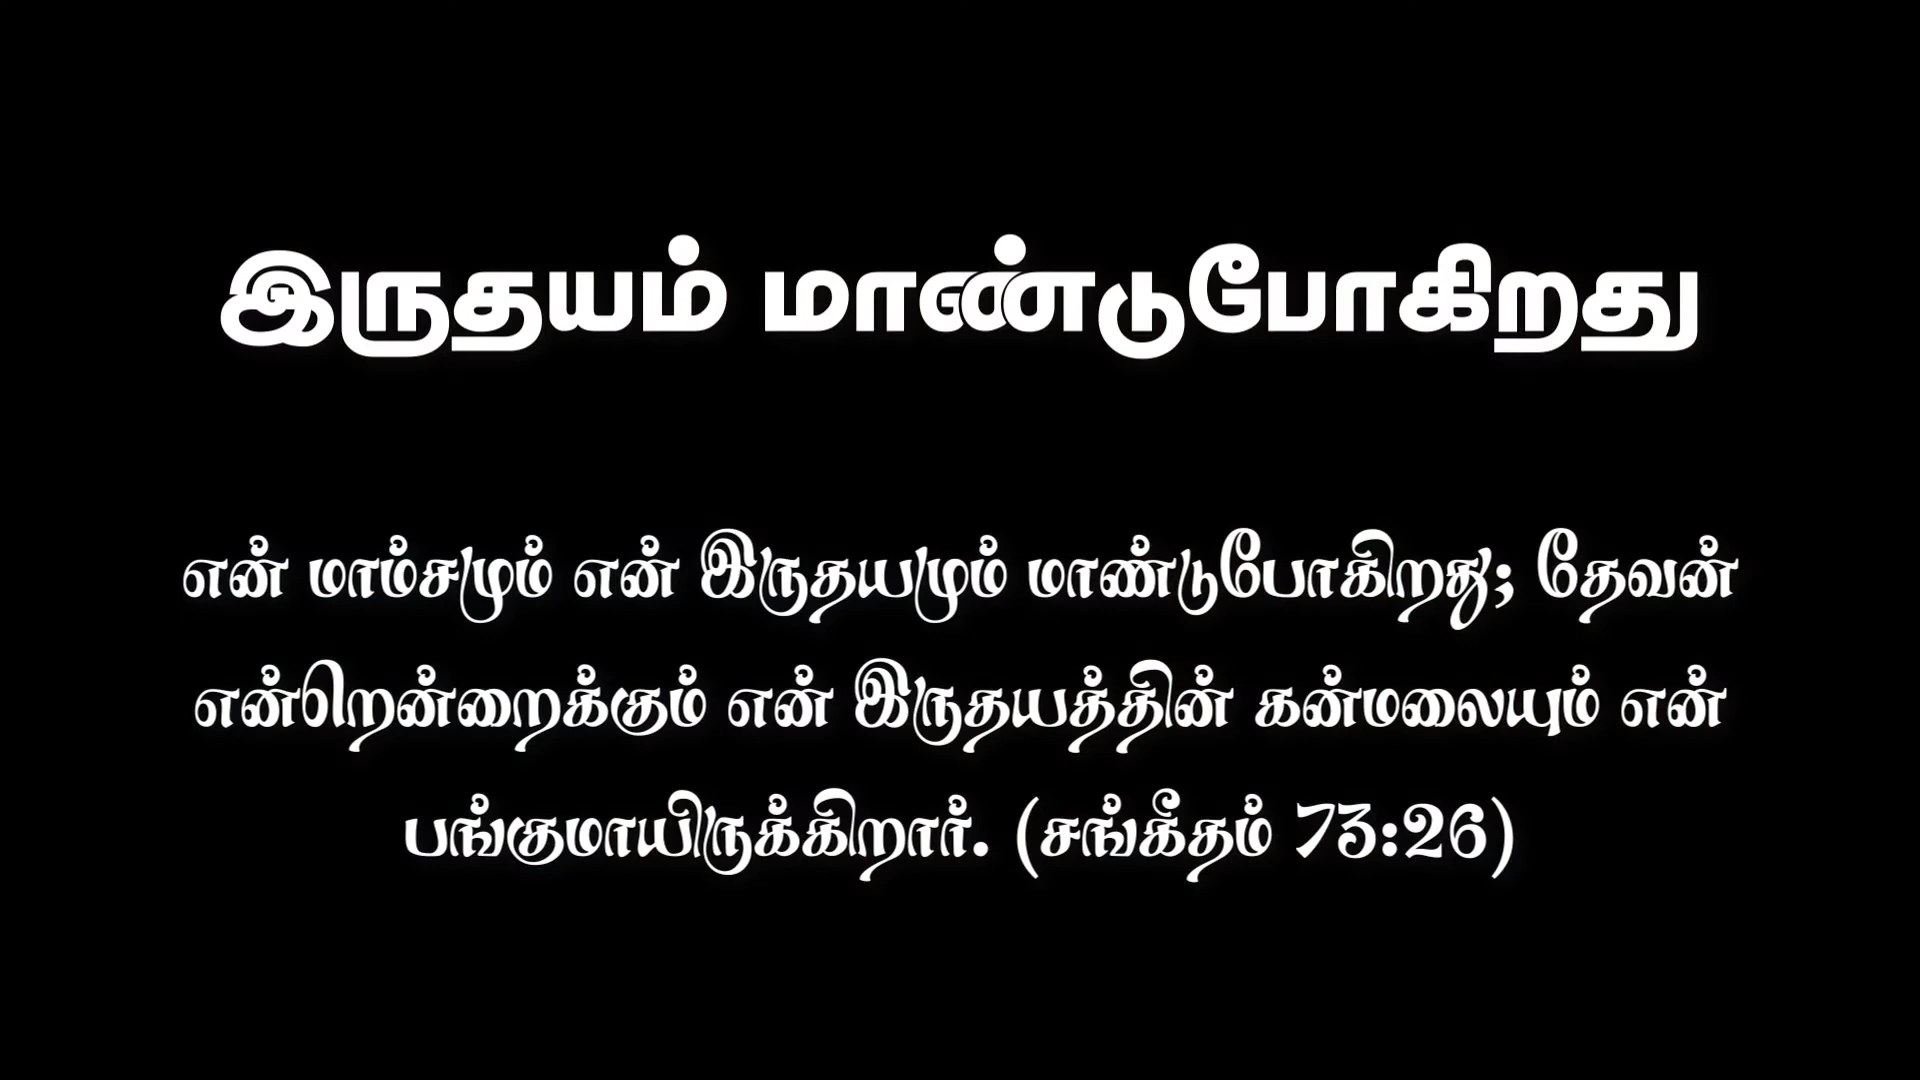 இருதயம் மாண்டுபோகிறது
என் மாம்சமும் என் இருதயமும் மாண்டுபோகிறது; தேவன்
என்றென்றைக்கும் என் இருதயத்தின் கன்மலையும் என்
பங்குமாயிருக்கிறார். (சங்கீதம் 73:26)